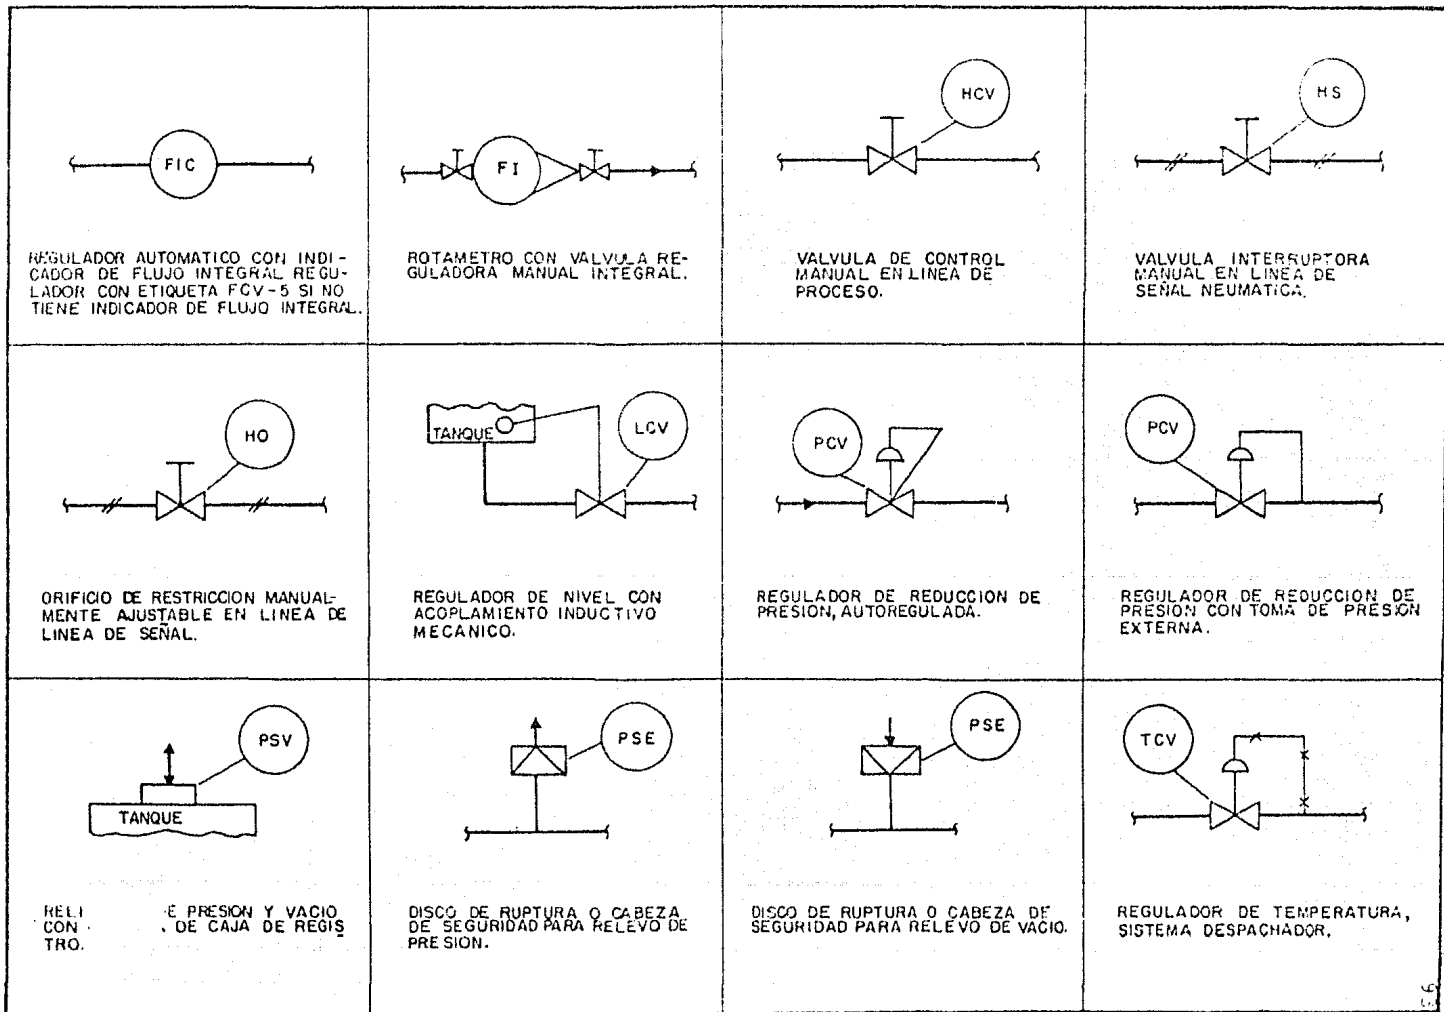 FIC
REGULADOR AUTOMATICO CON INDI-
CADOR DE FLUJO INTEGRAL REGU-
LADOR CON ETIQUETA FCV-5 SI NO
TIENE INDICADOR DE FLUJO INTEGRAL.
FI
ROTAMETRO CON VALVULA RE-
GULADORA MANUAL INTEGRAL.
HCV
VALVULA DE CONTROL
MANUAL EN LINEA DE
PROCESO.
HS
VALVULA INTERRUPTORA
MANUAL EN LINEA DE
SEÑAL NEUMATICA.
HO
ORIFICIO DE RESTRICCION MANUAL-
MENTE AJUSTABLE EN LINEA DE
LINEA DE SEÑAL.
TANQUE
LCV
REGULADOR DE NIVEL CON
ACOPLAMIENTO INDUCTIVO
MECANICO.
PCV
REGULADOR DE REDUCCION DE
PRESION, AUTOREGULADA.
PCV
REGULADOR DE REDUCCION DE
PRESION CON TOMA DE PRESION
EXTERNA.
PSV
TANQUE
PRESION Y VACIO
CON DE CAJA DE REGIS
TRO.
PSE
DISCO DE RUPTURA O CABEZA
DE SEGURIDAD PARA RELEVO DE
PRESION.
PSE
DISCO DE RUPTURA O CABEZA DE
SEGURIDAD PARA RELEVO DE VACIO.
TCV
REGULADOR DE TEMPERATURA,
SISTEMA DESPACHADOR.